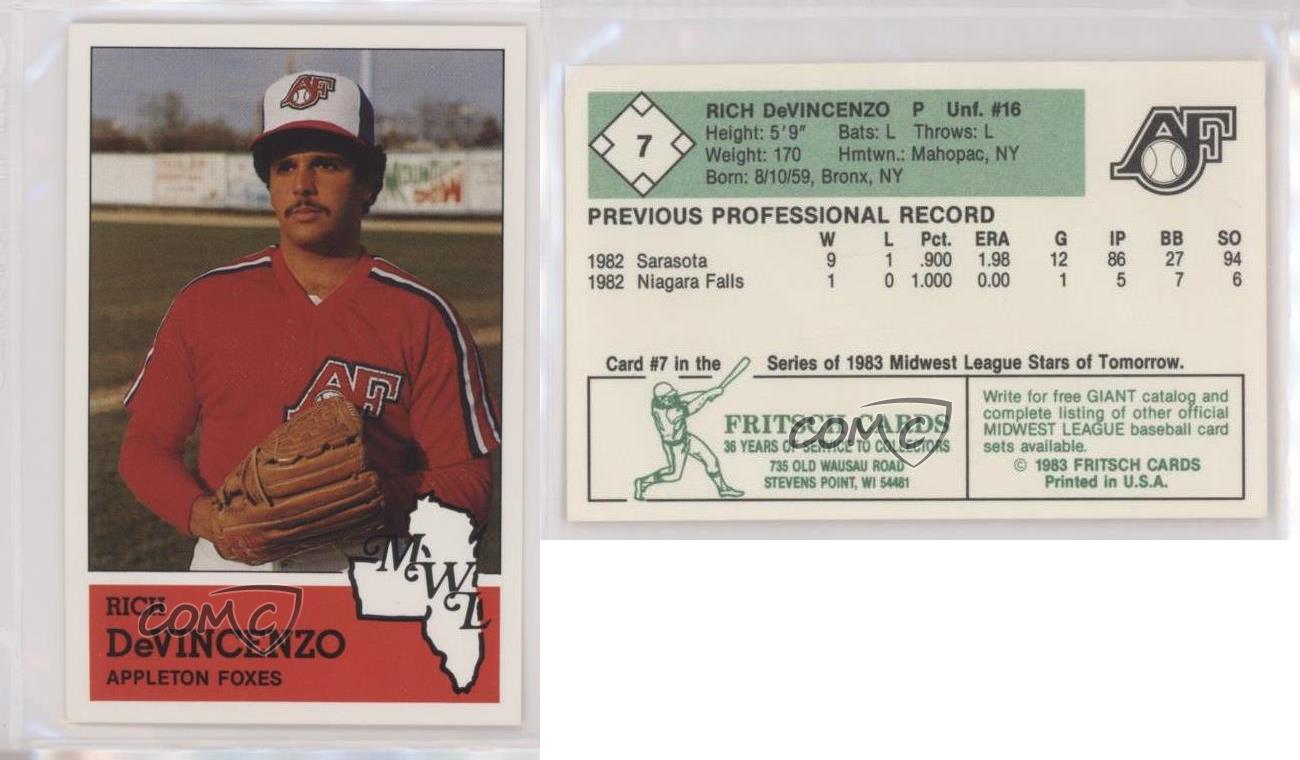 AF
AF
MWL
RICH
DeVINCENZO
APPLETON FOXES
COMC
7
RICH DeVINCENZO P Unf. #16
Height: 5'9" Bats: L Throws: L
Weight: 170 Hmtwn.: Mahopac, NY
Born: 8/10/59, Bronx, NY
AF
PREVIOUS PROFESSIONAL RECORD
W L Pct. ERA G IP BB SO
1982 Sarasota 9 1 .900 1.98 12 86 27 94
1982 Niagara Falls 1 0 1.000 0.00 1 5 7 6
Card #7 in the Series of 1983 Midwest League Stars of Tomorrow.
FRITSCH CARDS
36 YEARS OF SERVICE TO COLLECTORS
735 OLD WAUSAU ROAD
STEVENS POINT, WI 54481
COMC
Write for free GIANT catalog and
complete listing of other official
MIDWEST LEAGUE baseball card
sets available.
© 1983 FRITSCH CARDS
Printed in U.S.A.